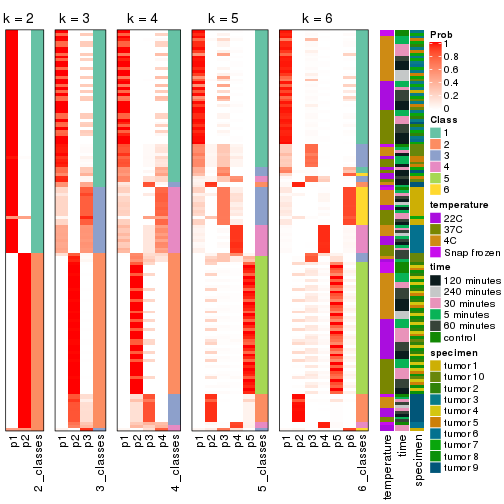 k = 2 k = 3 k = 4 k = 5 k = 6
p1
p2
2_classes
p1
p2
p3
3_classes
p1
p2
p3
p4
4_classes
p1
p2
p3
p4
p5
5_classes
p1
p2
p3
p4
p5
p6
6_classes
temperature
time
specimen
Prob
1
0.8
0.6
0.4
0.2
0
Class
1
2
3
4
5
6
temperature
22C
37C
4C
Snap frozen
time
120 minutes
240 minutes
30 minutes
5 minutes
60 minutes
control
specimen
tumor 1
tumor 10
tumor 2
tumor 3
tumor 4
tumor 5
tumor 6
tumor 7
tumor 8
tumor 9